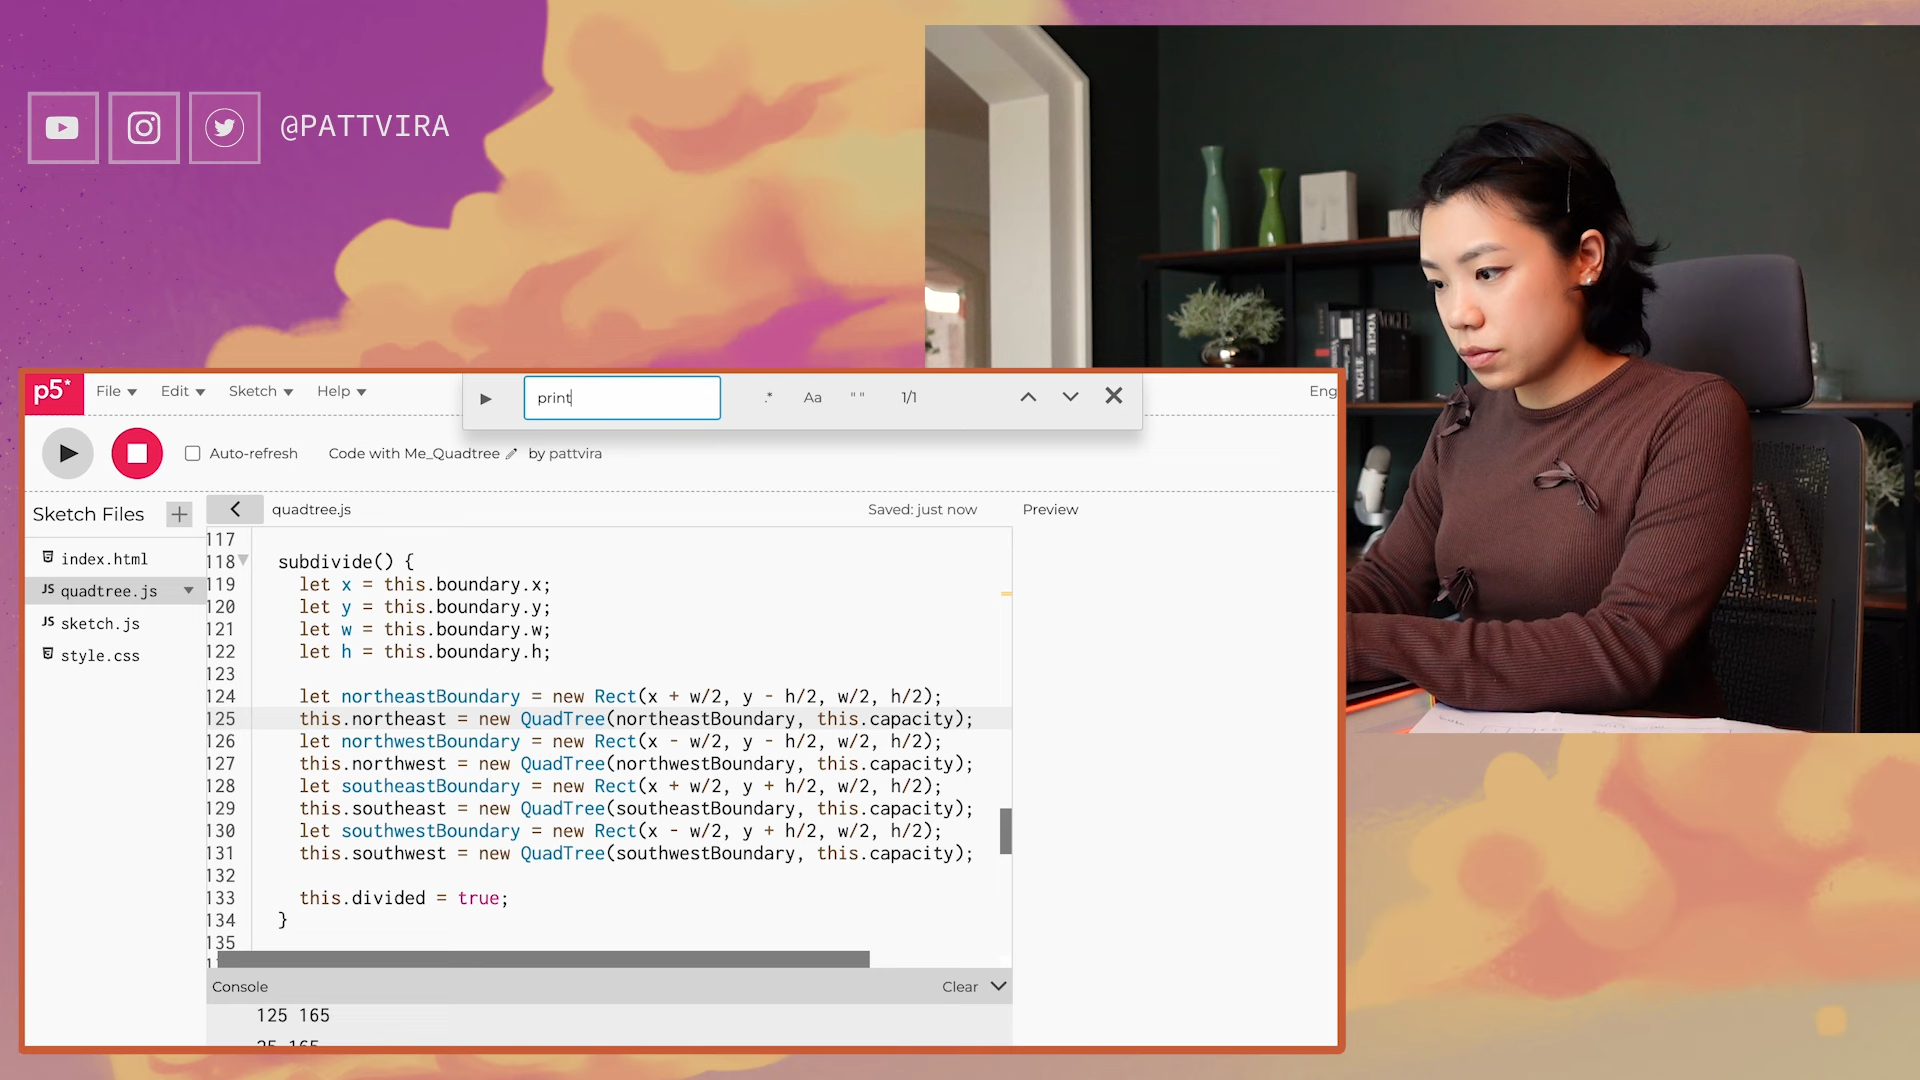 @PATTVIRA
VOGUE
VOGUE
p5*
File
Edit
Sketch
Help
print
.*
Aa
" "
1/1
Eng
Auto-refresh
Code with Me_Quadtree
by pattvira
Sketch Files
quadtree.js
Saved: just now
Preview
index.html
JS quadtree.js
JS sketch.js
style.css
117
118 subdivide() {
119 let x = this.boundary.x;
120 let y = this.boundary.y;
121 let w = this.boundary.w;
122 let h = this.boundary.h;
123
124 let northeastBoundary = new Rect(x + w/2, y - h/2, w/2, h/2);
125 this.northeast = new QuadTree(northeastBoundary, this.capacity);
126 let northwestBoundary = new Rect(x - w/2, y - h/2, w/2, h/2);
127 this.northwest = new QuadTree(northwestBoundary, this.capacity);
128 let southeastBoundary = new Rect(x + w/2, y + h/2, w/2, h/2);
129 this.southeast = new QuadTree(southeastBoundary, this.capacity);
130 let southwestBoundary = new Rect(x - w/2, y + h/2, w/2, h/2);
131 this.southwest = new QuadTree(southwestBoundary, this.capacity);
132
133 this.divided = true;
134 }
135
Console
Clear
125 165
25 165